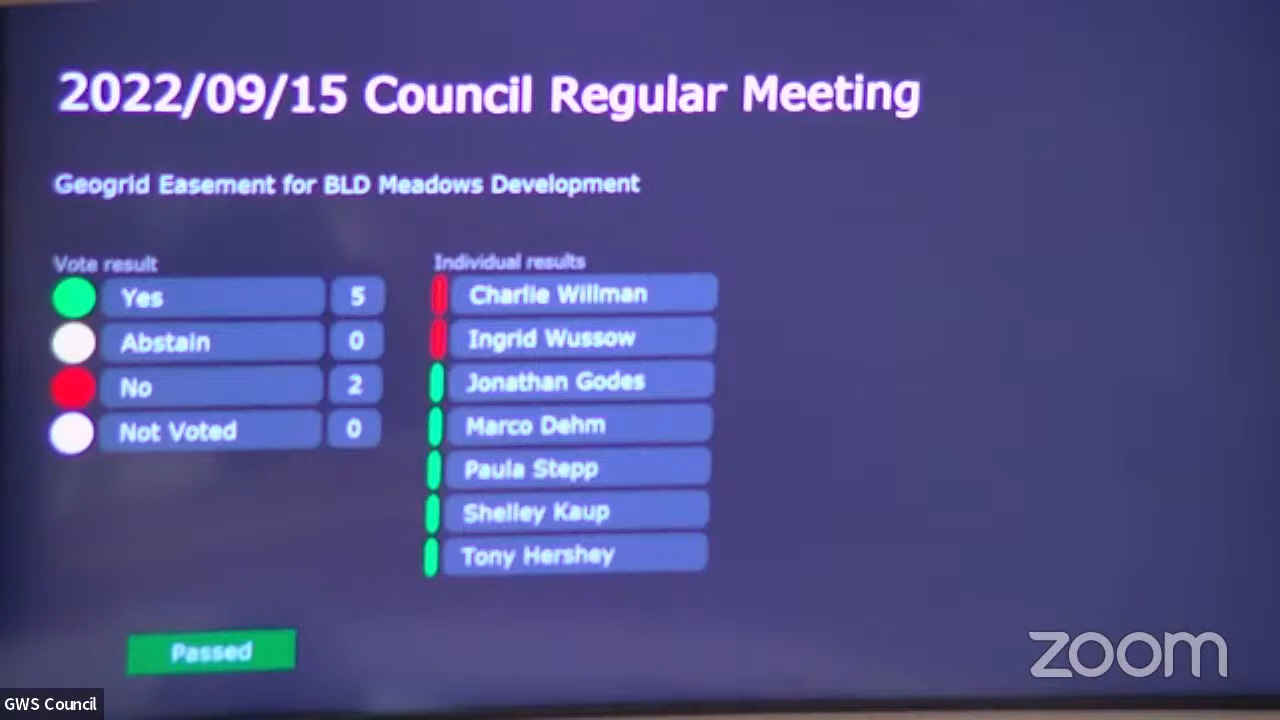 2022/09/15 Council Regular Meeting
Geogrid Easement for BLD Meadows Development
Vote result
Yes 5
Abstain 0
No 2
Not Voted 0
Individual results
Charlie Willman
Ingrid Wussow
Jonathan Godes
Marco Dehm
Paula Stepp
Shelley Kaup
Tony Hershey
Passed
zoom
GWS Council